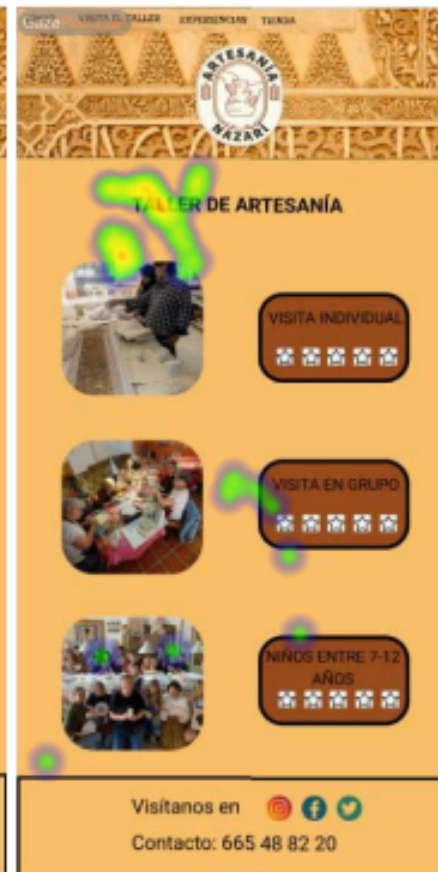 VISITA EL TALLER EXPERIENCIAS TIENDA
ARTESANÍA
NAZARÍ
TALLER DE ARTESANÍA
VISITA INDIVIDUAL
VISITA EN GRUPO
NIÑOS ENTRE 7-12
AÑOS
Visítanos en
Contacto: 665 48 82 20